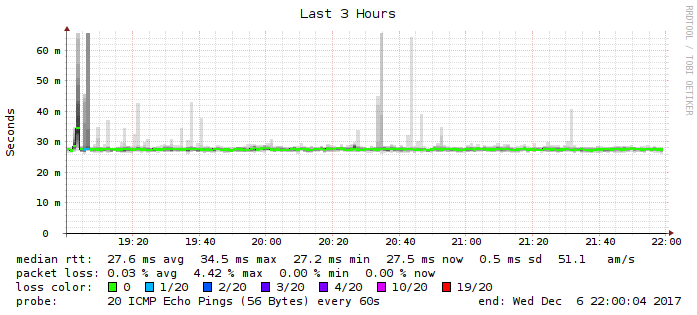 Last 3 Hours
RRDTOOL / TOBI OETIKER
Seconds
60 m
50 m
40 m
30 m
20 m
10 m
0
19:20 19:40 20:00 20:20 20:40 21:00 21:20 21:40 22:00
median rtt: 27.6 ms avg 34.5 ms max 27.2 ms min 27.5 ms now 0.5 ms sd 51.1 am/s
packet loss: 0.03 % avg 4.42 % max 0.00 % min 0.00 % now
loss color: 0 1/20 2/20 3/20 4/20 10/20 19/20
probe: 20 ICMP Echo Pings (56 Bytes) every 60s end: Wed Dec 6 22:00:04 2017